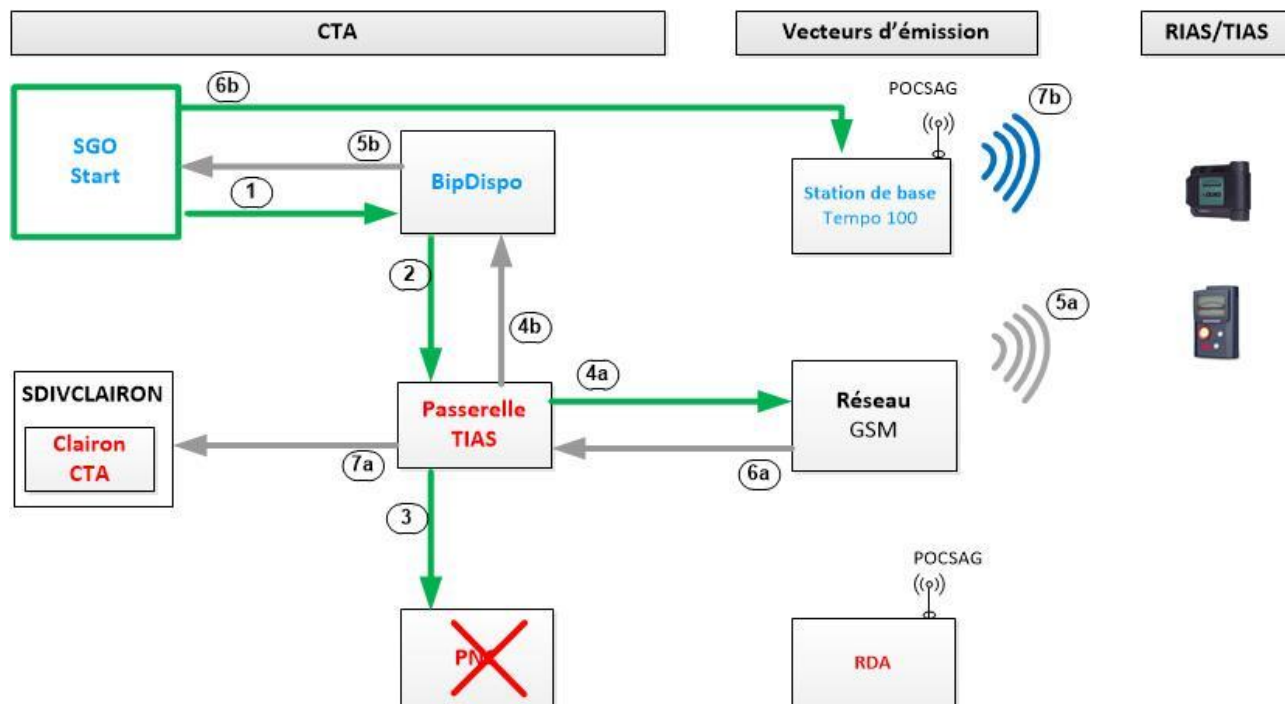 CTA
Vecteurs d'émission
RIAS/TIAS
6b
POCSAG
7b
SGO
Start
5b
1
BipDispo
Station de base
Tempo 100
2
4b
5a
4a
SDIVCLAIRON
Clairon
CTA
Passerelle
TIAS
Réseau
GSM
7a
6a
3
POCSAG
RDA